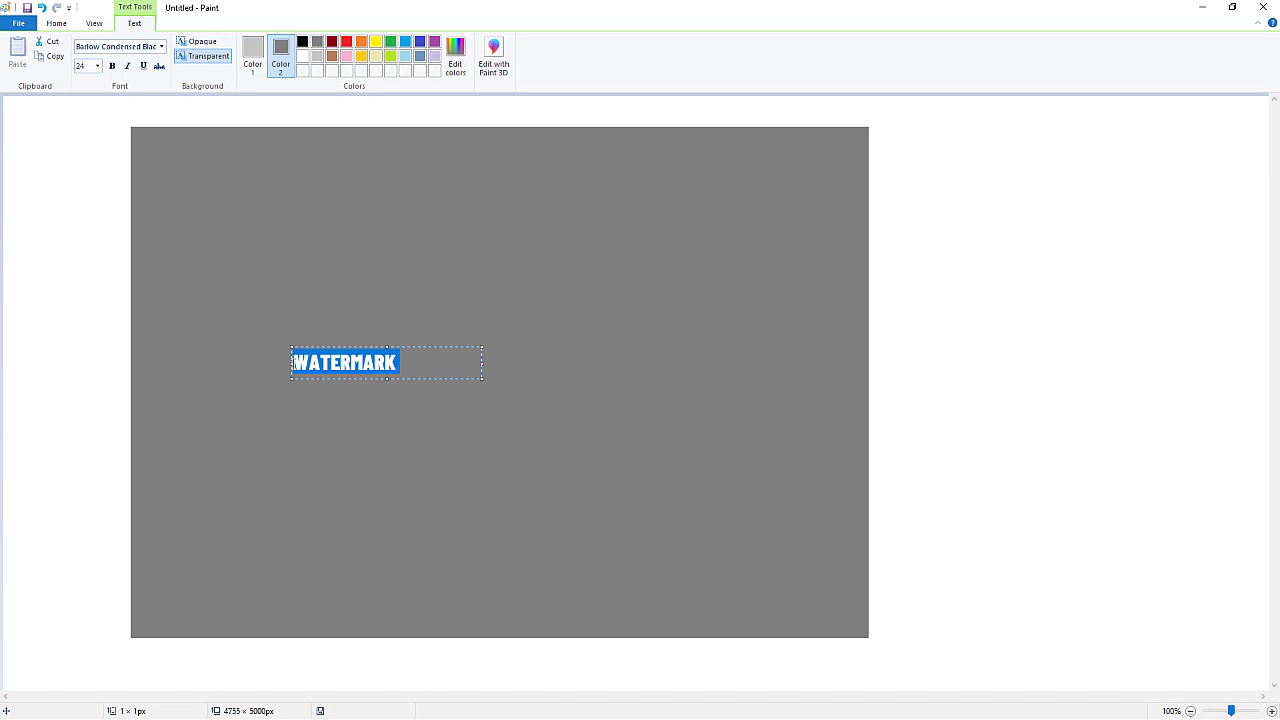 Text Tools
Untitled - Paint
File
Home
View
Text
Paste
Cut
Copy
Clipboard
Barlow Condensed Blac
24
B
I
U
abc
Font
Opaque
Transparent
Background
Color
1
Color
2
Edit
colors
Colors
Edit with
Paint 3D
WATERMARK
1 × 1px
4755 × 5000px
100%